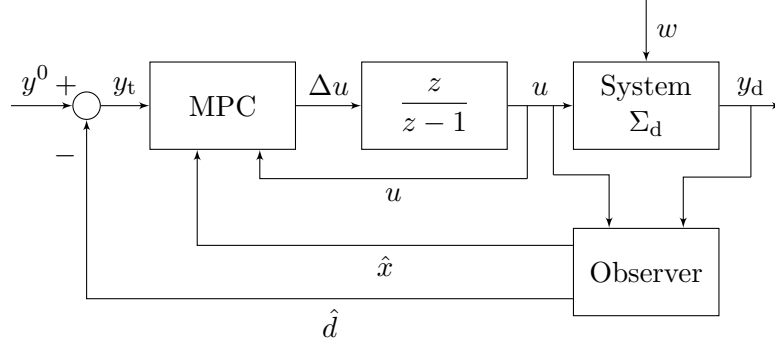 w
y⁰ +
yₜ
MPC
Δu
z
z − 1
u
System
Σ_d
y_d
−
u
x̂
Observer
d̂